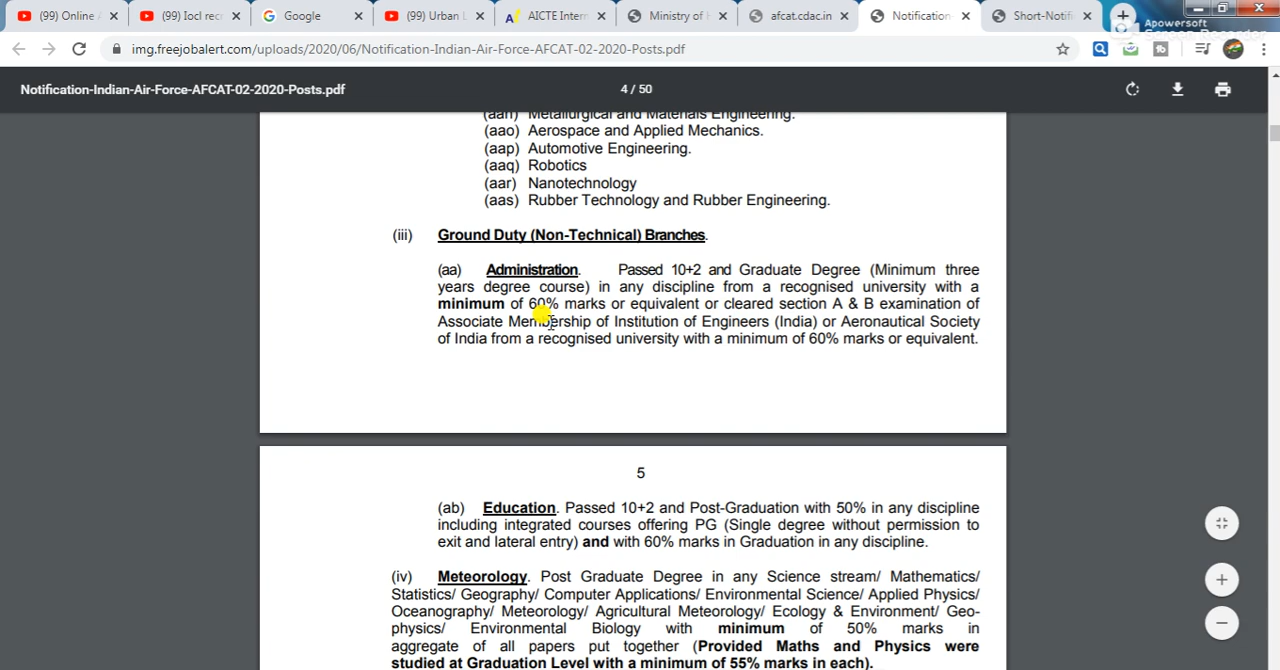 (99) Online
(99) Iocl rec
Google
(99) Urban
AICTE Inter
Ministry of
afcat.cdac.in
Notification
Short-Notif
Apowersoft
Screen Recorder
img.freejobalert.com/uploads/2020/06/Notification-Indian-Air-Force-AFCAT-02-2020-Posts.pdf
Notification-Indian-Air-Force-AFCAT-02-2020-Posts.pdf
4 / 50
(aan) Metallurgical and Materials Engineering.
(aao) Aerospace and Applied Mechanics.
(aap) Automotive Engineering.
(aaq) Robotics
(aar) Nanotechnology
(aas) Rubber Technology and Rubber Engineering.
(iii) Ground Duty (Non-Technical) Branches.
(aa) Administration. Passed 10+2 and Graduate Degree (Minimum three
years degree course) in any discipline from a recognised university with a
minimum of 60% marks or equivalent or cleared section A & B examination of
Associate Membership of Institution of Engineers (India) or Aeronautical Society
of India from a recognised university with a minimum of 60% marks or equivalent.
5
(ab) Education. Passed 10+2 and Post-Graduation with 50% in any discipline
including integrated courses offering PG (Single degree without permission to
exit and lateral entry) and with 60% marks in Graduation in any discipline.
(iv) Meteorology. Post Graduate Degree in any Science stream/ Mathematics/
Statistics/ Geography/ Computer Applications/ Environmental Science/ Applied Physics/
Oceanography/ Meteorology/ Agricultural Meteorology/ Ecology & Environment/ Geo-
physics/ Environmental Biology with minimum of 50% marks in
aggregate of all papers put together (Provided Maths and Physics were
studied at Graduation Level with a minimum of 55% marks in each).